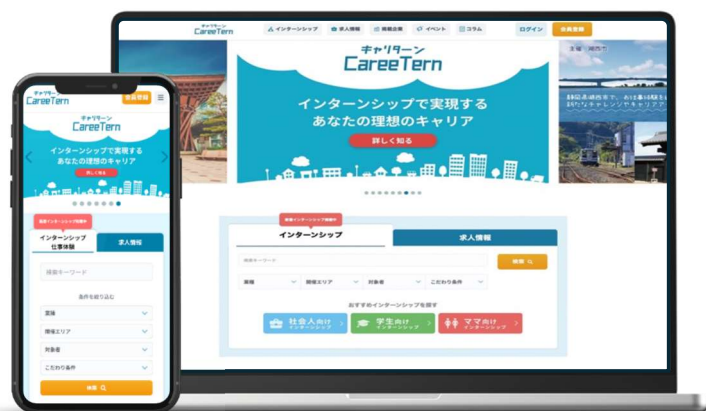 キャリターン
CareeTern
インターンシップ
求人情報
掲載企業
イベント
コラム
ログイン
会員登録
キャリターン
CareeTern
インターンシップで実現する
あなたの理想のキャリア
詳しく知る
主催：湖西市
インターンシップ
求人情報
検索キーワード
検索
業種
開催エリア
対象者
こだわり条件
おすすめインターンシップを探す
社会人向け
インターンシップ
学生向け
インターンシップ
ママ向け
インターンシップ
キャリターン
CareeTern
会員登録
キャリターン
CareeTern
インターンシップで実現する
あなたの理想のキャリア
詳しく知る
インターンシップ
仕事体験
求人情報
検索キーワード
条件を絞り込む
業種
開催エリア
対象者
こだわり条件
検索